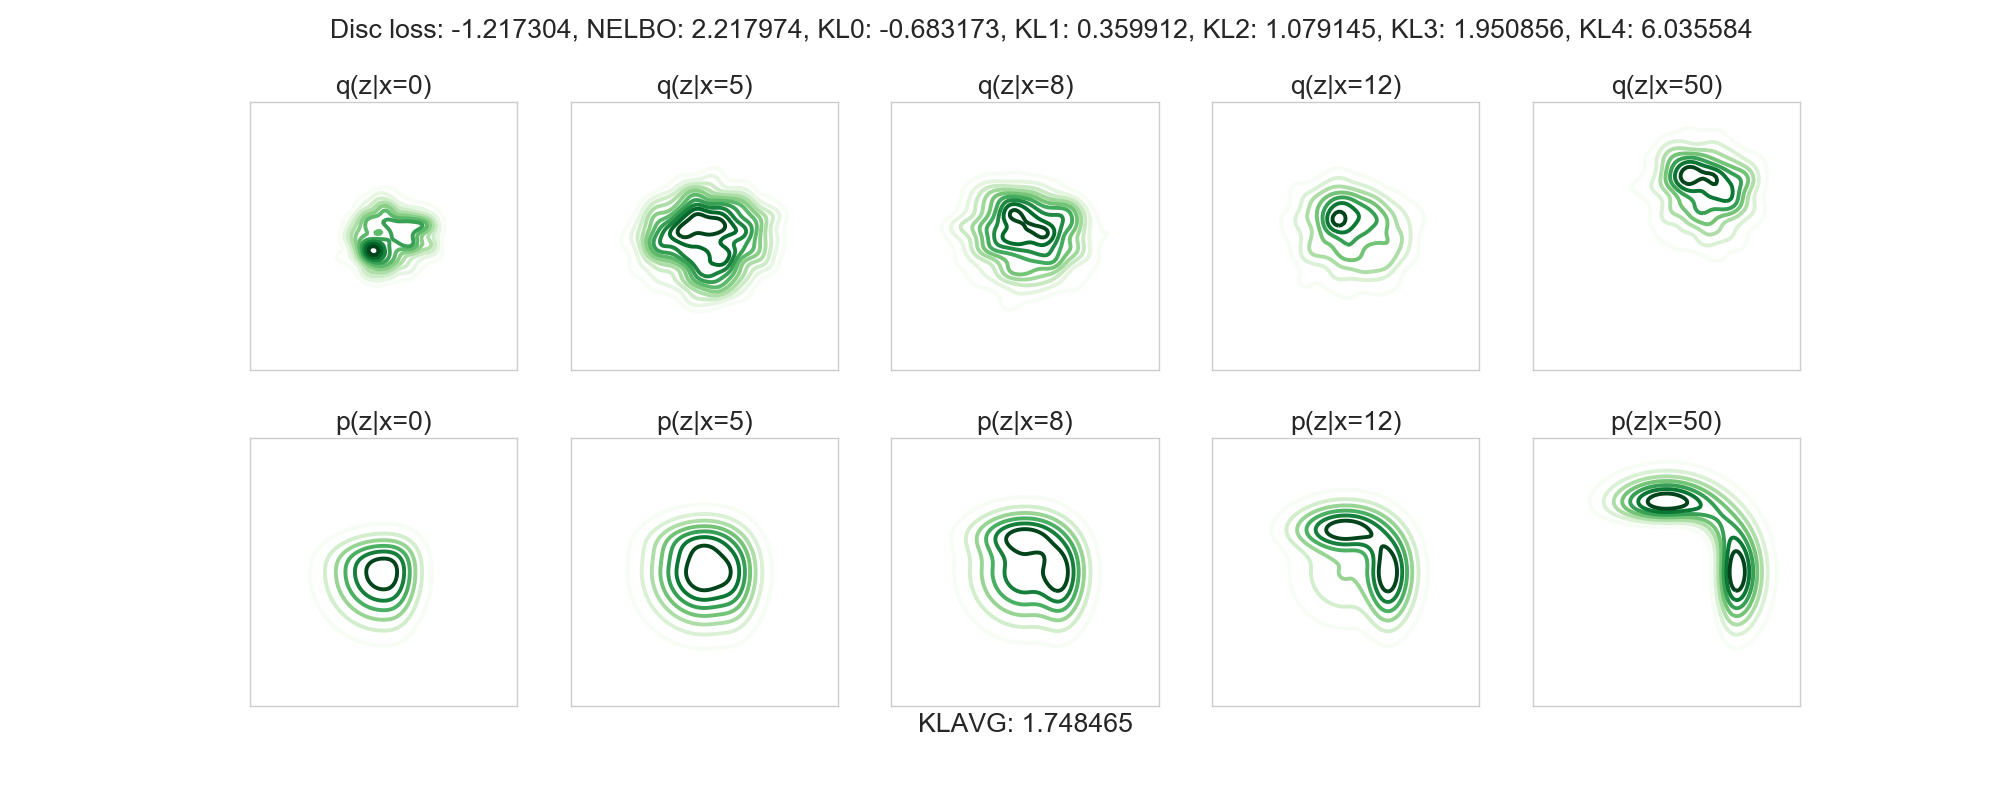 Disc loss: -1.217304, NELBO: 2.217974, KL0: -0.683173, KL1: 0.359912, KL2: 1.079145, KL3: 1.950856, KL4: 6.035584
q(z|x=0) q(z|x=5) q(z|x=8) q(z|x=12) q(z|x=50)
p(z|x=0) p(z|x=5) p(z|x=8) p(z|x=12) p(z|x=50)
KLAVG: 1.748465